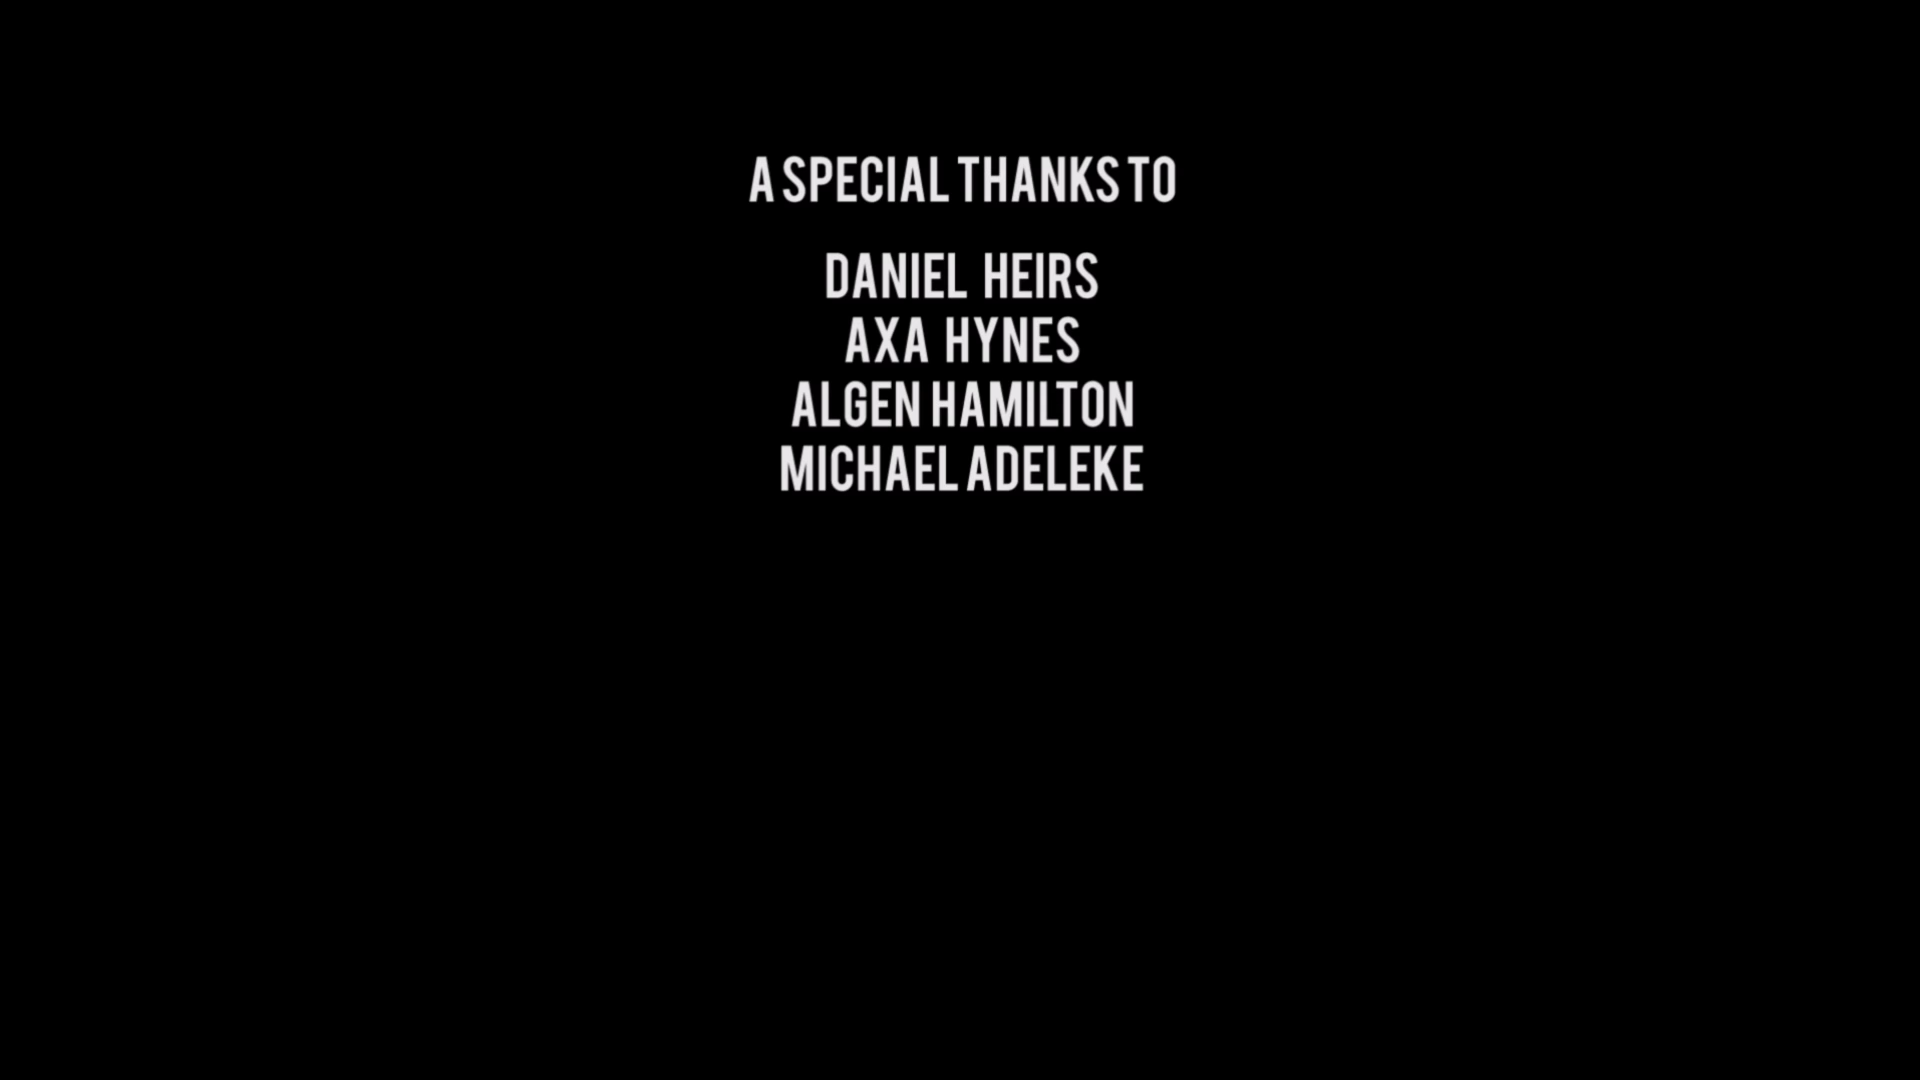 A SPECIAL THANKS TO
DANIEL HEIRS
AXA HYNES
ALGEN HAMILTON
MICHAEL ADELEKE